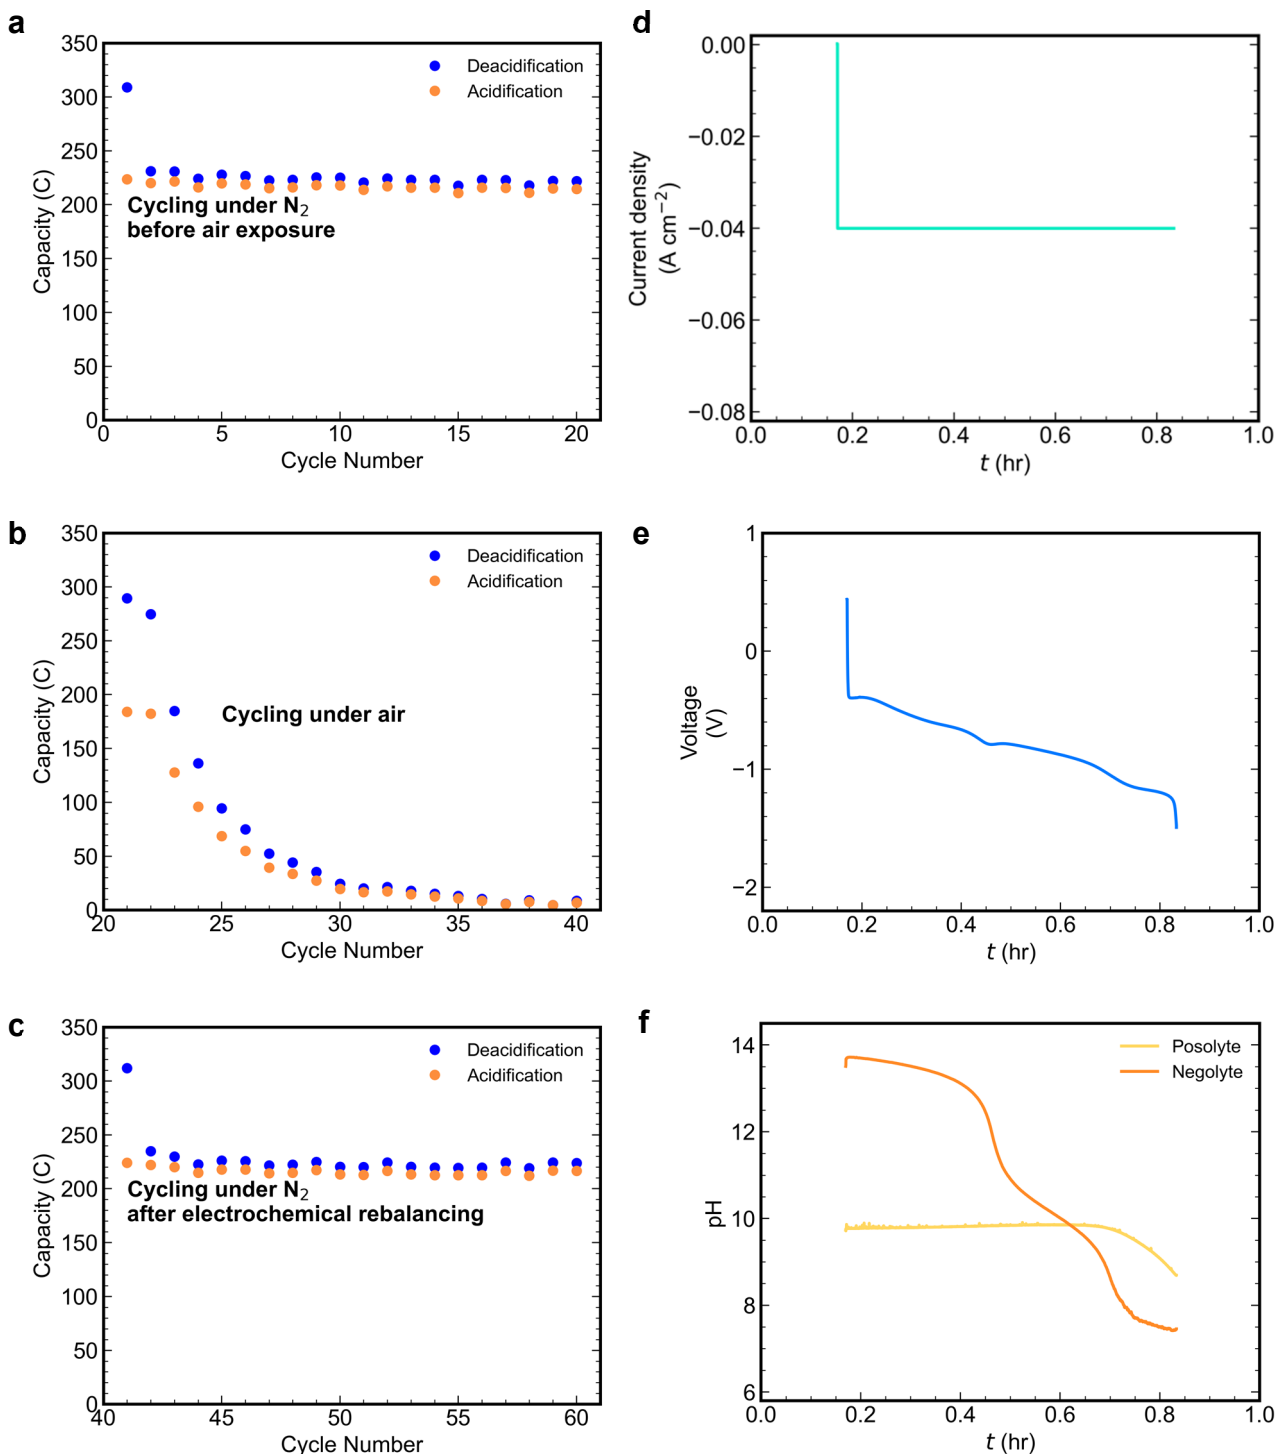 a
350
300
250
200
150
100
50
0
Capacity (C)
Deacidification
Acidification
Cycling under N₂
before air exposure
0 5 10 15 20
Cycle Number
b
350
300
250
200
150
100
50
0
Capacity (C)
Deacidification
Acidification
Cycling under air
20 25 30 35 40
Cycle Number
c
350
300
250
200
150
100
50
0
Capacity (C)
Deacidification
Acidification
Cycling under N₂
after electrochemical rebalancing
40 45 50 55 60
Cycle Number
d
0.00
−0.02
−0.04
−0.06
−0.08
Current density
(A cm⁻²)
0.0 0.2 0.4 0.6 0.8 1.0
t (hr)
e
1
0
−1
−2
Voltage
(V)
0.0 0.2 0.4 0.6 0.8 1.0
t (hr)
f
14
12
10
8
6
pH
Posolyte
Negolyte
0.0 0.2 0.4 0.6 0.8 1.0
t (hr)